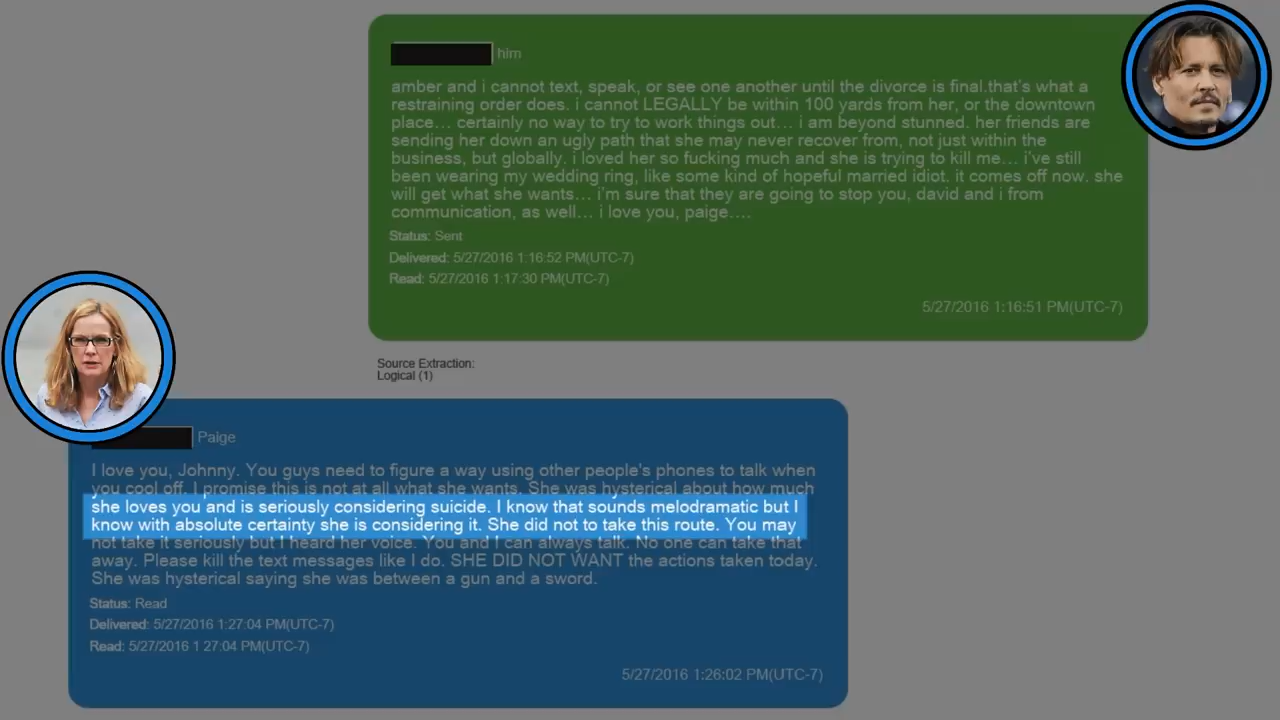 him
amber and i cannot text, speak, or see one another until the divorce is final.that's what a
restraining order does. i cannot LEGALLY be within 100 yards from her, or the downtown
place... certainly no way to try to work things out... i am beyond stunned. her friends are
sending her down an ugly path that she may never recover from, not just within the
business, but globally. i loved her so fucking much and she is trying to kill me... i've still
been wearing my wedding ring, like some kind of hopeful married idiot. it comes off now. she
will get what she wants... i'm sure that they are going to stop you, david and i from
communication, as well... i love you, paige....
Status: Sent
Delivered: 5/27/2016 1:16:52 PM(UTC-7)
Read: 5/27/2016 1:17:30 PM(UTC-7)
5/27/2016 1:16:51 PM(UTC-7)
Source Extraction:
Logical (1)
Paige
I love you, Johnny. You guys need to figure a way using other people's phones to talk when
you cool off. I promise this is not at all what she wants. She was hysterical about how much
she loves you and is seriously considering suicide. I know that sounds melodramatic but I
know with absolute certainty she is considering it. She did not to take this route. You may
not take it seriously but I heard her voice. You and I can always talk. No one can take that
away. Please kill the text messages like I do. SHE DID NOT WANT the actions taken today.
She was hysterical saying she was between a gun and a sword.
Status: Read
Delivered: 5/27/2016 1:27:04 PM(UTC-7)
Read: 5/27/2016 1 27:04 PM(UTC-7)
5/27/2016 1:26:02 PM(UTC-7)